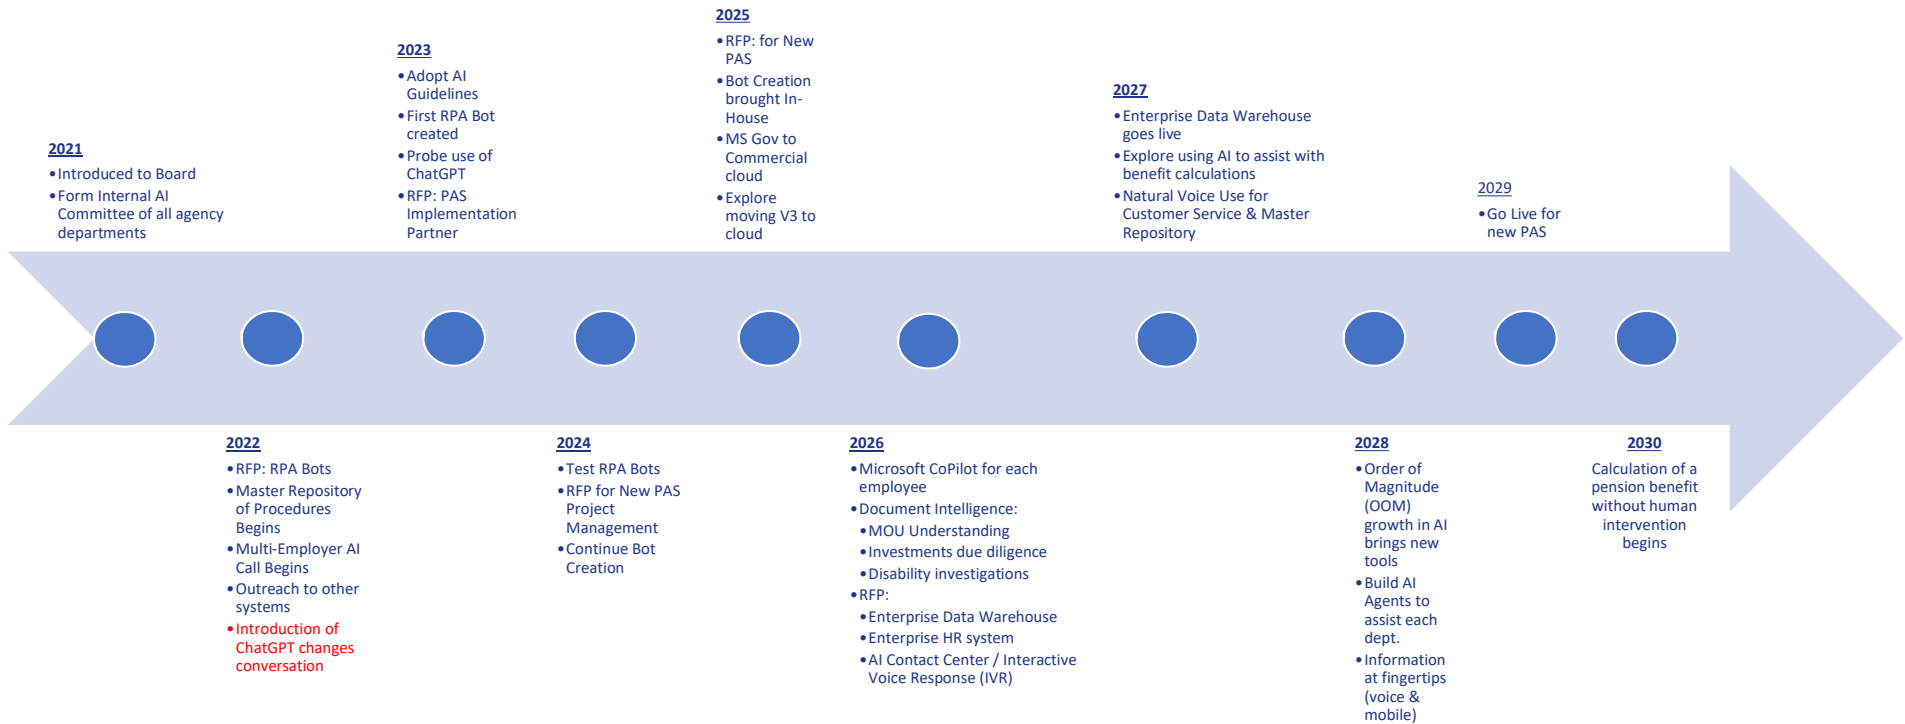 2021
•Introduced to Board
•Form Internal AI
Committee of all agency
departments
2022
•RFP: RPA Bots
•Master Repository
of Procedures
Begins
•Multi-Employer AI
Call Begins
•Outreach to other
systems
•Introduction of
ChatGPT changes
conversation
2023
•Adopt AI
Guidelines
•First RPA Bot
created
•Probe use of
ChatGPT
•RFP: PAS
Implementation
Partner
2024
•Test RPA Bots
•RFP for New PAS
Project
Management
•Continue Bot
Creation
2025
•RFP: for New
PAS
•Bot Creation
brought In-
House
•MS Gov to
Commercial
cloud
•Explore
moving V3 to
cloud
2026
•Microsoft CoPilot for each
employee
•Document Intelligence:
•MOU Understanding
•Investments due diligence
•Disability investigations
•RFP:
•Enterprise Data Warehouse
•Enterprise HR system
•AI Contact Center / Interactive
Voice Response (IVR)
2027
•Enterprise Data Warehouse
goes live
•Explore using AI to assist with
benefit calculations
•Natural Voice Use for
Customer Service & Master
Repository
2028
•Order of
Magnitude
(OOM)
growth in AI
brings new
tools
•Build AI
Agents to
assist each
dept.
•Information
at fingertips
(voice &
mobile)
2029
•Go Live for
new PAS
2030
Calculation of a
pension benefit
without human
intervention
begins